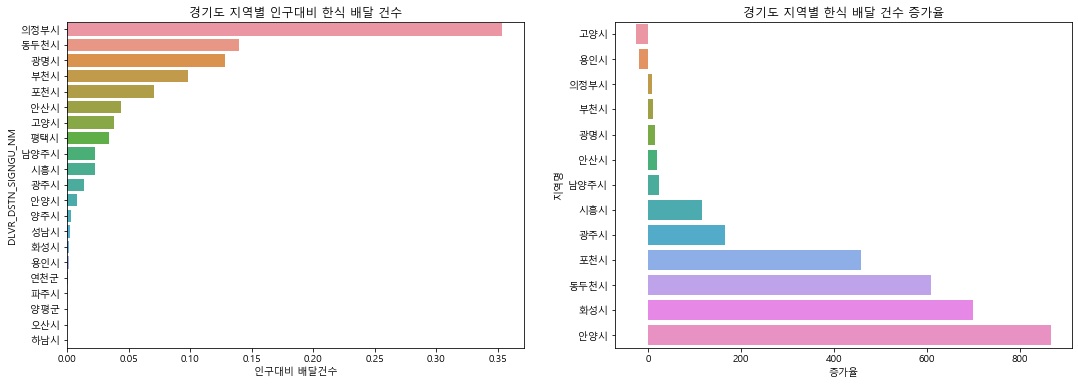 경기도 지역별 인구대비 한식 배달 건수
DLVR_DSTN_SIGNGU_NM
의정부시
동두천시
광명시
부천시
포천시
안산시
고양시
평택시
남양주시
시흥시
광주시
안양시
양주시
성남시
화성시
용인시
연천군
파주시
양평군
오산시
하남시
0.00 0.05 0.10 0.15 0.20 0.25 0.30 0.35
인구대비 배달건수
경기도 지역별 한식 배달 건수 증가율
지역명
고양시
용인시
의정부시
부천시
광명시
안산시
남양주시
시흥시
광주시
포천시
동두천시
화성시
안양시
0 200 400 600 800
증가율